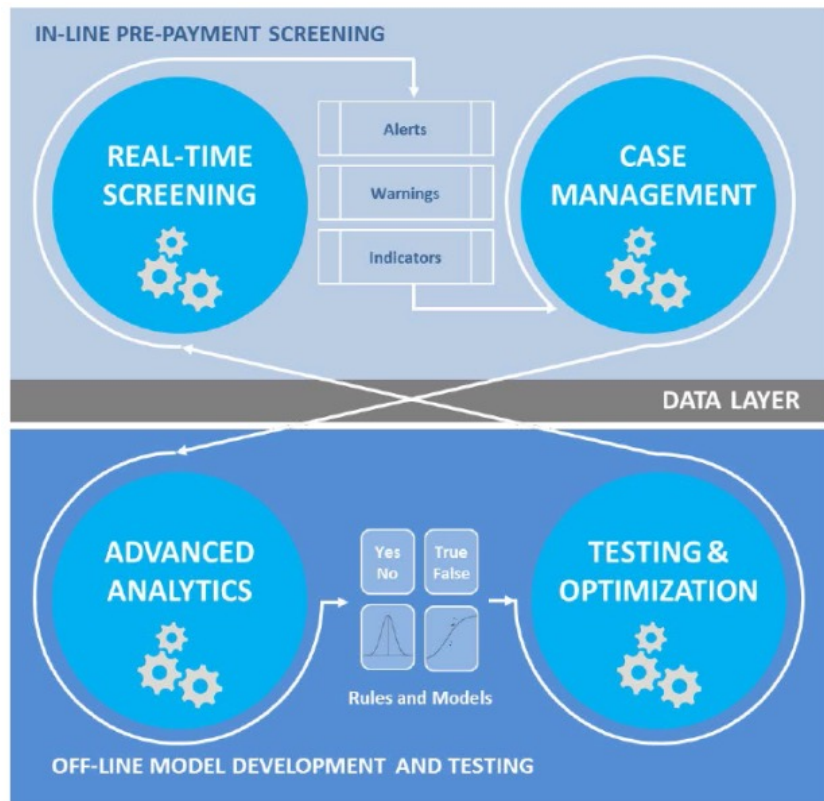 IN-LINE PRE-PAYMENT SCREENING
REAL-TIME
SCREENING
Alerts
Warnings
Indicators
CASE
MANAGEMENT
DATA LAYER
ADVANCED
ANALYTICS
Yes
No
True
False
Rules and Models
TESTING &
OPTIMIZATION
OFF-LINE MODEL DEVELOPMENT AND TESTING